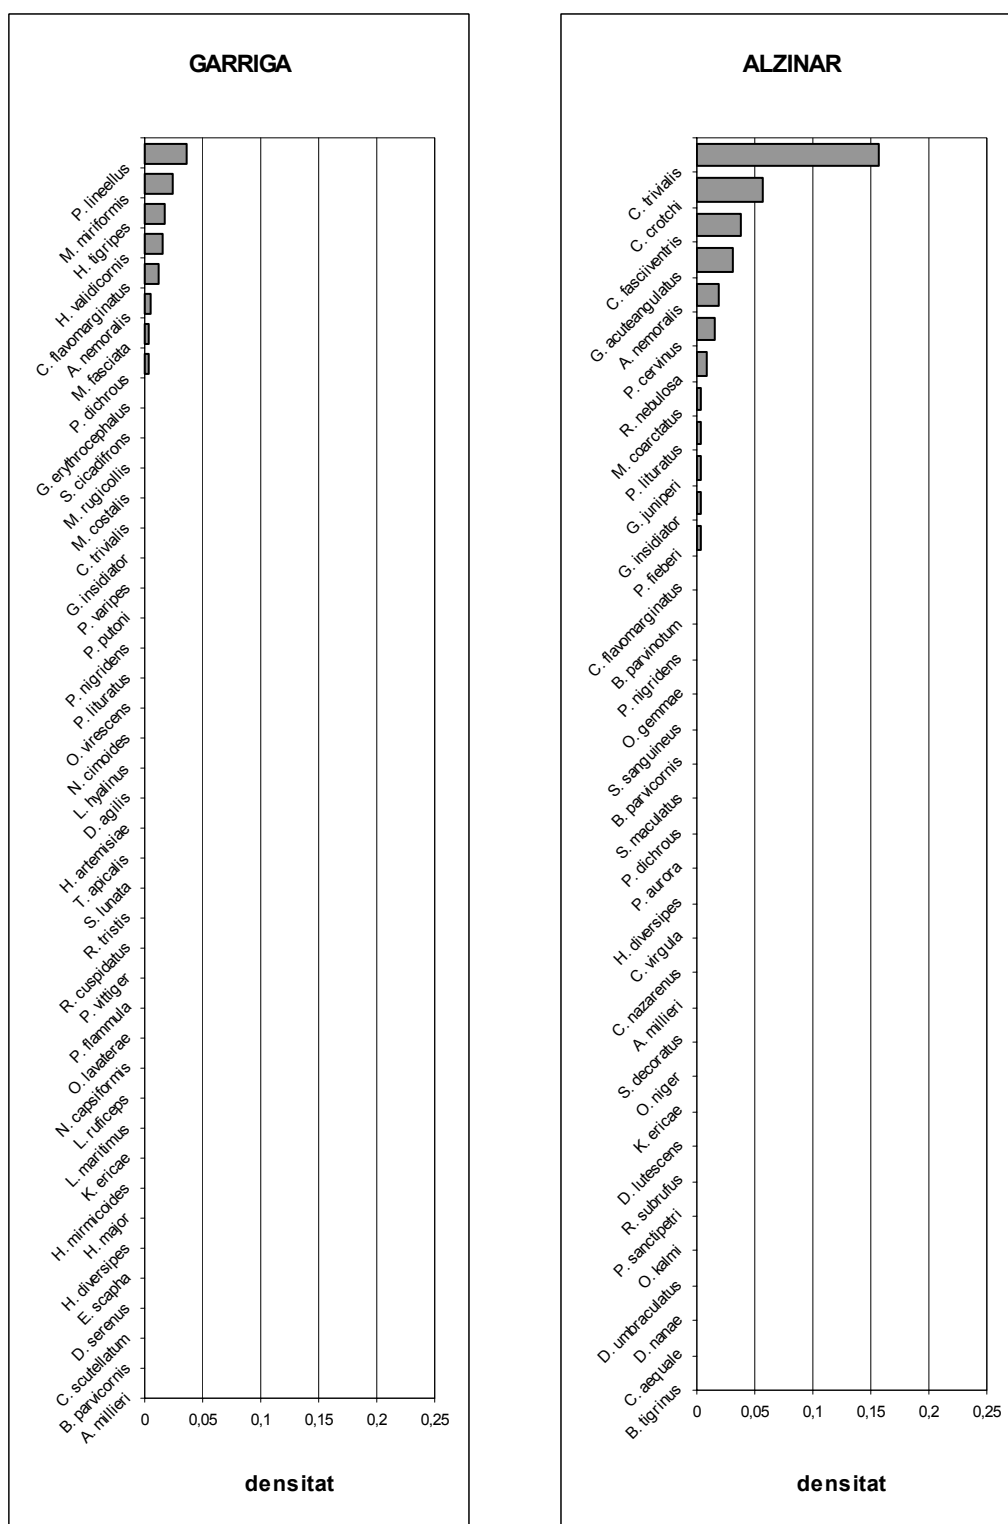 GARRIGA
P. lineellus
M. miriformis
H. tigripes
H. validicornis
C. flavomarginatus
A. nemoralis
M. fasciata
P. dichrous
G. erythrocephalus
S. cicadifrons
M. rugicollis
M. costalis
C. trivialis
G. insidiator
P. varipes
P. putoni
P. nigridens
P. lituratus
O. virescens
N. cimoides
L. hyalinus
D. agilis
H. artemisiae
T. apicalis
S. lunata
R. tristis
R. cuspidatus
P. vittiger
P. flammula
O. lavaterae
N. capsiformis
L. ruficeps
L. maritimus
K. ericae
H. mirmicoides
H. major
H. diversipes
E. scapha
D. serenus
C. scutellatum
B. parvicornis
A. millieri
0 0,05 0,1 0,15 0,2 0,25
densitat
ALZINAR
C. trivialis
C. crotchi
C. fasciiventris
G. acuteangulatus
A. nemoralis
P. cervinus
R. nebulosa
M. coarctatus
P. lituratus
G. juniperi
G. insidiator
P. fieberi
C. flavomarginatus
B. parvinotum
P. nigridens
O. gemmae
S. sanguineus
B. parvicornis
S. maculatus
P. dichrous
P. aurora
H. diversipes
C. virgula
C. nazarenus
A. millieri
S. decoratus
O. niger
K. ericae
D. lutescens
R. subrufus
P. sanctipetri
O. kalmi
D. umbraculatus
D. nanae
C. aequale
B. tigrinus
0 0,05 0,1 0,15 0,2 0,25
densitat